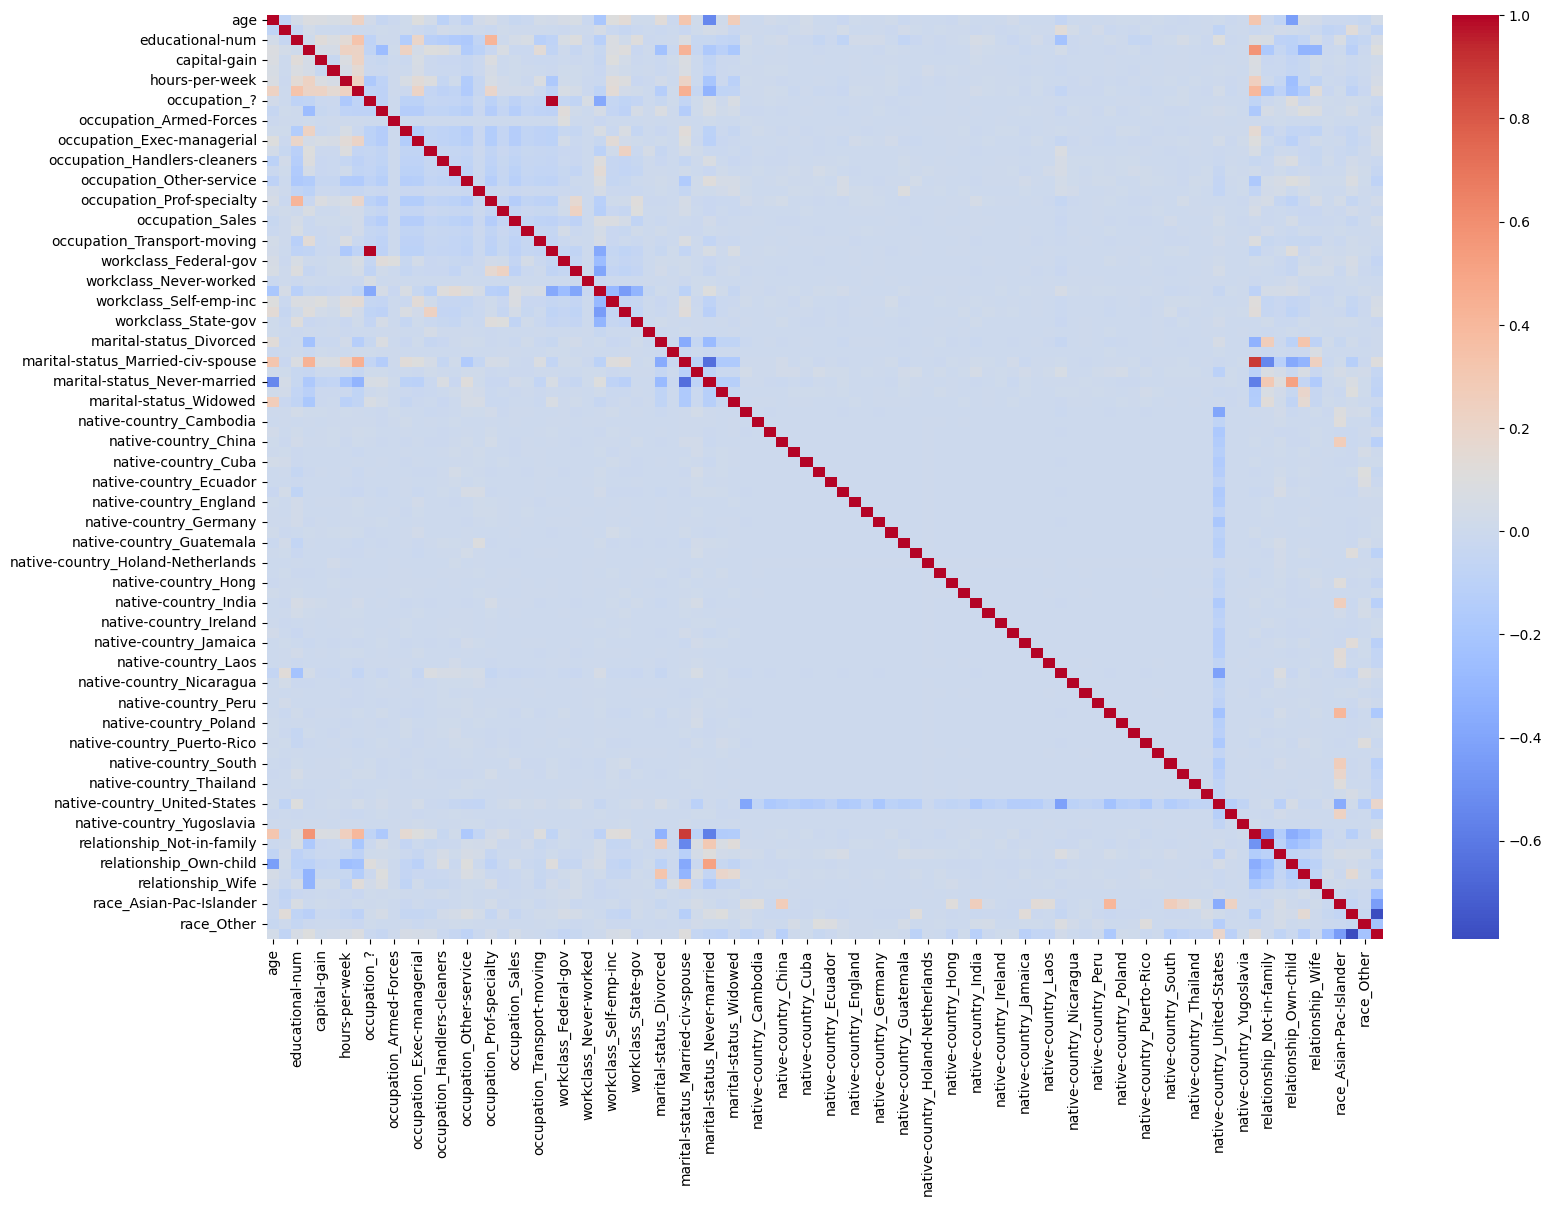 age
educational-num
capital-gain
hours-per-week
occupation_?
occupation_Armed-Forces
occupation_Exec-managerial
occupation_Handlers-cleaners
occupation_Other-service
occupation_Prof-specialty
occupation_Sales
occupation_Transport-moving
workclass_Federal-gov
workclass_Never-worked
workclass_Self-emp-inc
workclass_State-gov
marital-status_Divorced
marital-status_Married-civ-spouse
marital-status_Never-married
marital-status_Widowed
native-country_Cambodia
native-country_China
native-country_Cuba
native-country_Ecuador
native-country_England
native-country_Germany
native-country_Guatemala
native-country_Holand-Netherlands
native-country_Hong
native-country_India
native-country_Ireland
native-country_Jamaica
native-country_Laos
native-country_Nicaragua
native-country_Peru
native-country_Poland
native-country_Puerto-Rico
native-country_South
native-country_Thailand
native-country_United-States
native-country_Yugoslavia
relationship_Not-in-family
relationship_Own-child
relationship_Wife
race_Asian-Pac-Islander
race_Other
age
educational-num
capital-gain
hours-per-week
occupation_?
occupation_Armed-Forces
occupation_Exec-managerial
occupation_Handlers-cleaners
occupation_Other-service
occupation_Prof-specialty
occupation_Sales
occupation_Transport-moving
workclass_Federal-gov
workclass_Never-worked
workclass_Self-emp-inc
workclass_State-gov
marital-status_Divorced
marital-status_Married-civ-spouse
marital-status_Never-married
marital-status_Widowed
native-country_Cambodia
native-country_China
native-country_Cuba
native-country_Ecuador
native-country_England
native-country_Germany
native-country_Guatemala
native-country_Holand-Netherlands
native-country_Hong
native-country_India
native-country_Ireland
native-country_Jamaica
native-country_Laos
native-country_Nicaragua
native-country_Peru
native-country_Poland
native-country_Puerto-Rico
native-country_South
native-country_Thailand
native-country_United-States
native-country_Yugoslavia
relationship_Not-in-family
relationship_Own-child
relationship_Wife
race_Asian-Pac-Islander
race_Other
1.0
0.8
0.6
0.4
0.2
0.0
−0.2
−0.4
−0.6